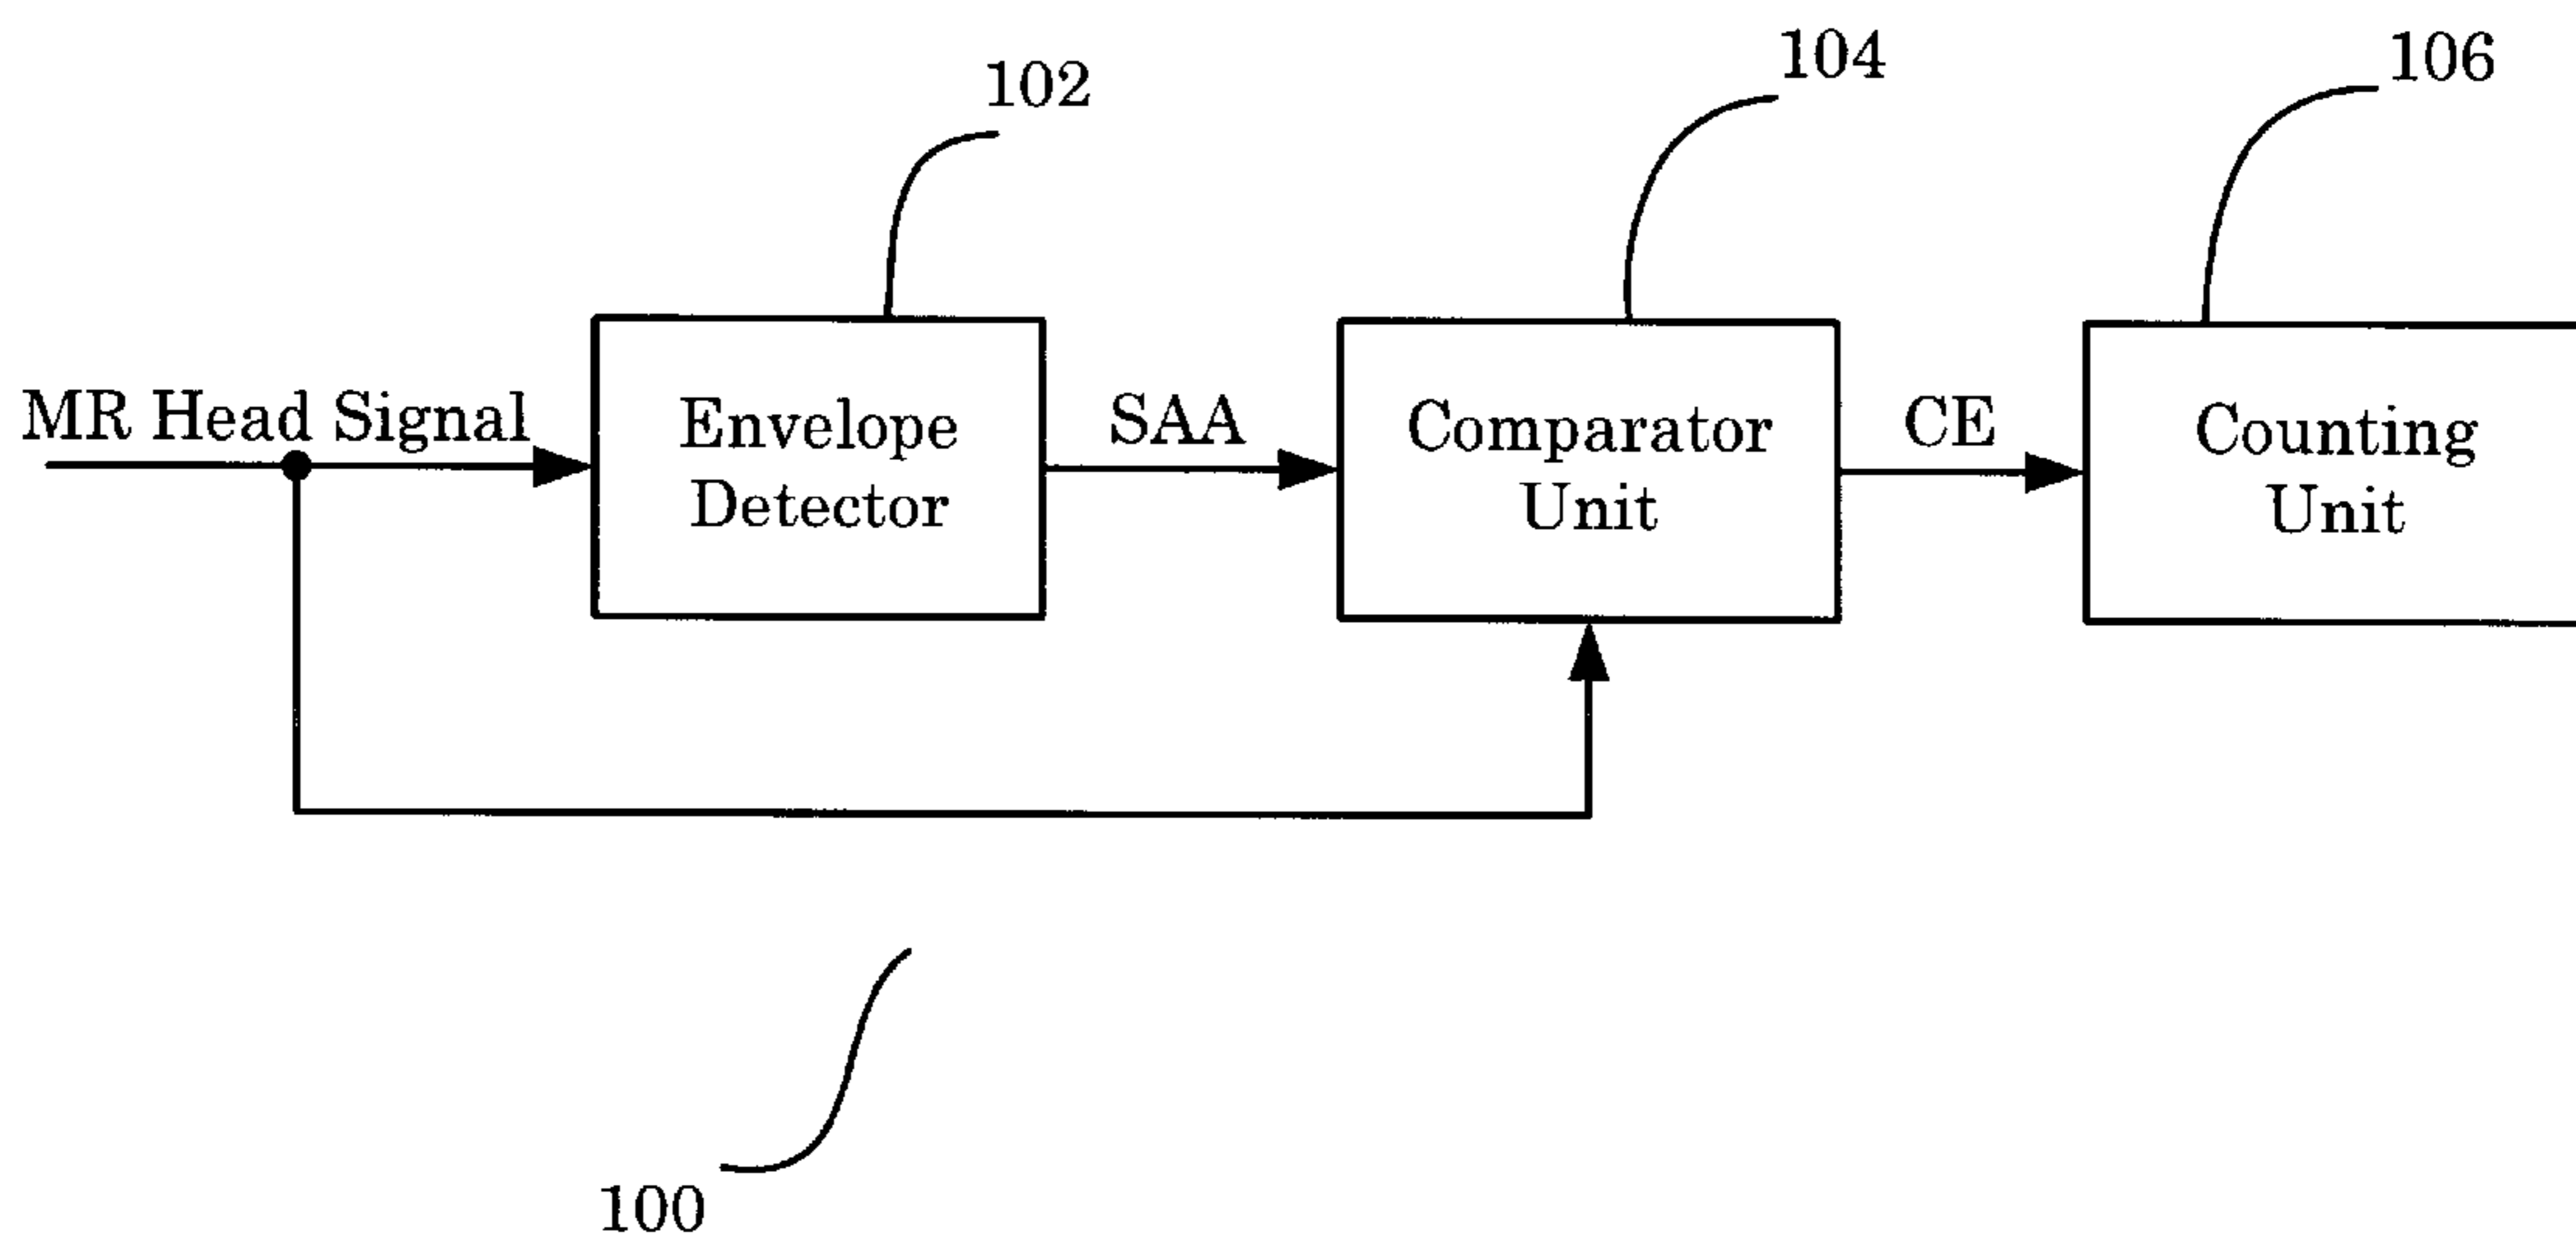 102
104
106
MR Head Signal
Envelope
Detector
SAA
Comparator
Unit
CE
Counting
Unit
100